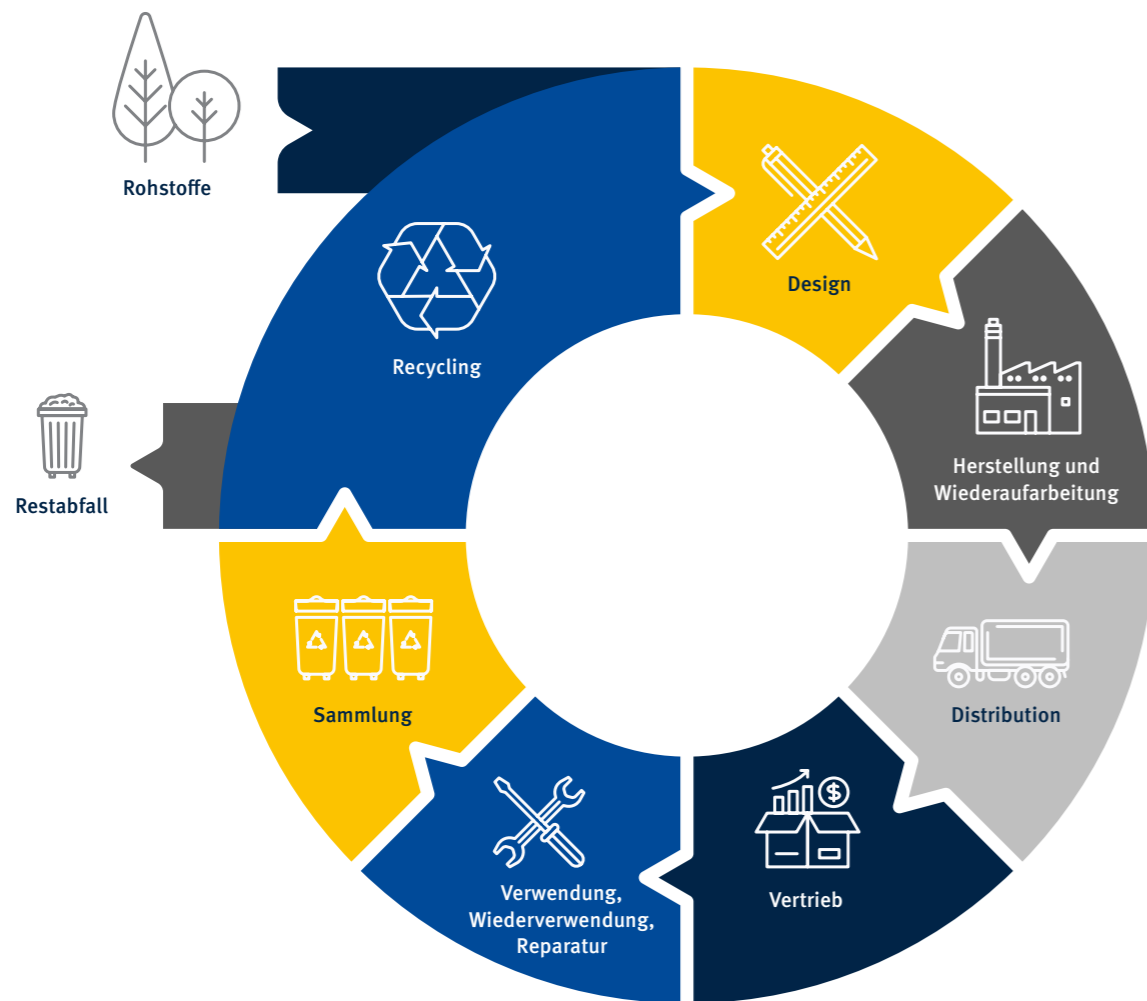 Rohstoffe
Design
Recycling
Herstellung und
Wiederaufarbeitung
Restabfall
Sammlung
Distribution
$
Vertrieb
Verwendung,
Wiederverwendung,
Reparatur